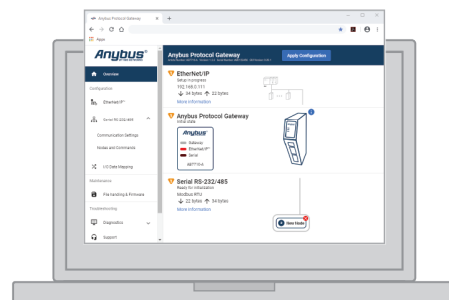 Anybus Protocol Gateway
Apps
Anybus®
Anybus Protocol Gateway
Apply Configuration
Overview
Configuration
EtherNet/IP™
Serial RS-232/485
Communication Settings
Nodes and Commands
I/O Data Mapping
Maintenance
File handling & Firmware
Troubleshooting
Diagnostics
Support
EtherNet/IP
Setup in progress
192.168.0.111
34 bytes 22 bytes
More information
Anybus Protocol Gateway
Initial state
Anybus®
Gateway
EtherNet/IP™
Serial
Serial RS-232/485
Ready for initialization
Modbus RTU
22 bytes 34 bytes
More information
New Node